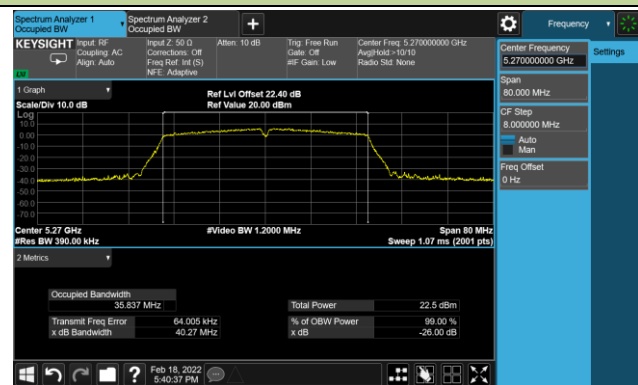 Spectrum Analyzer 1
Occupied BW
Spectrum Analyzer 2
Occupied BW
+
Frequency
KEYSIGHT
Input: RF
Coupling: AC
Align: Auto
Input Z: 50 Ω
Corrections: Off
Freq Ref: Int (S)
NFE: Adaptive
Atten: 10 dB
Trig: Free Run
Gate: Off
#IF Gain: Low
Center Freq: 5.270000000 GHz
Avg|Hold:>10/10
Radio Std: None
LXI
Center Frequency
5.270000000 GHz
Settings
Span
80.000 MHz
CF Step
8.000000 MHz
Auto
Man
Freq Offset
0 Hz
1 Graph
Scale/Div 10.0 dB
Ref Lvl Offset 22.40 dB
Ref Value 20.00 dBm
Log
10.0
0.00
-10.0
-20.0
-30.0
-40.0
-50.0
-60.0
-70.0
Center 5.27 GHz
#Res BW 390.00 kHz
#Video BW 1.2000 MHz
Span 80 MHz
Sweep 1.07 ms (2001 pts)
2 Metrics
Occupied Bandwidth
35.837 MHz
Total Power 22.5 dBm
Transmit Freq Error 64.005 kHz
% of OBW Power 99.00 %
x dB Bandwidth 40.27 MHz
x dB -26.00 dB
?
Feb 18, 2022
5:40:37 PM